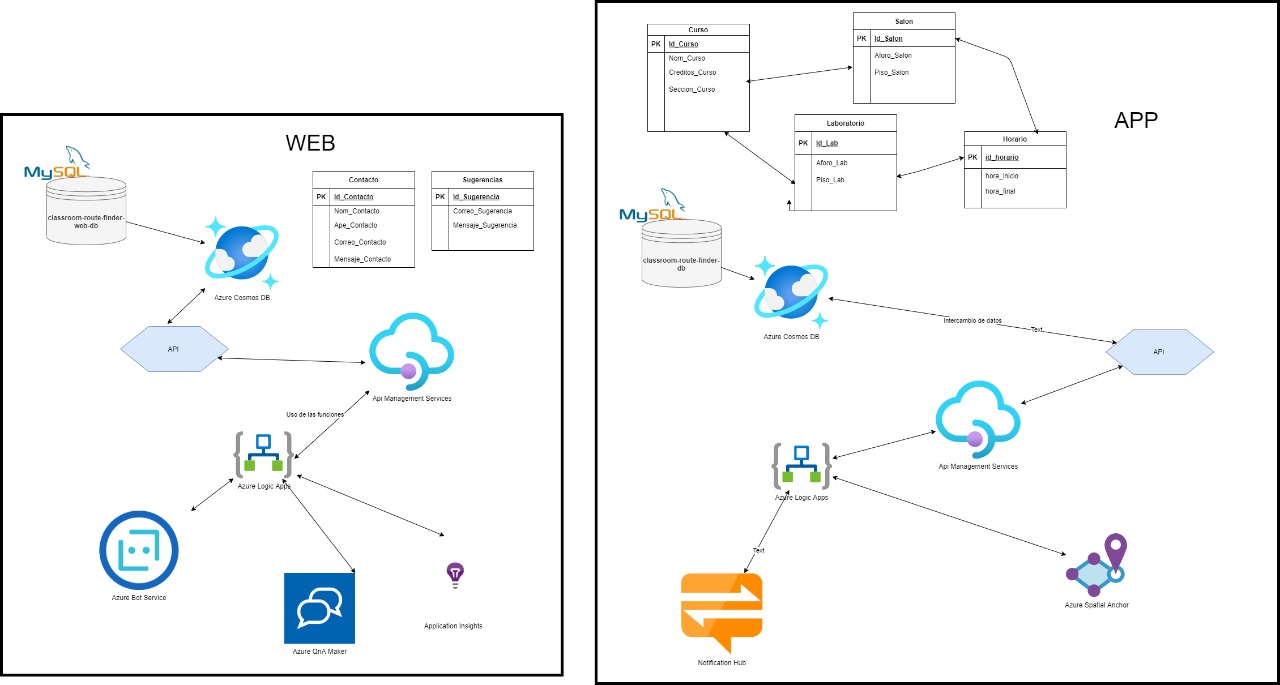 WEB
MySQL
classroom-route-finder-
web-db
Contacto
PK Id_Contacto
Nom_Contacto
Ape_Contacto
Correo_Contacto
Mensaje_Contacto
Sugerencias
PK Id_Sugerencia
Correo_Sugerencia
Mensaje_Sugerencia
Azure Cosmos DB
API
Api Management Services
Uso de las funciones
Azure Logic Apps
Azure Bot Service
Azure QnA Maker
Application Insights
APP
Curso
PK Id_Curso
Nom_Curso
Creditos_Curso
Seccion_Curso
Salon
PK Id_Salon
Aforo_Salon
Piso_Salon
Laboratorio
PK Id_Lab
Aforo_Lab
Piso_Lab
Horario
PK id_horario
hora_inicio
hora_final
MySQL
classroom-route-finder-
db
Azure Cosmos DB
Intercambio de datos
Text
API
Api Management Services
Azure Logic Apps
Text
Notification Hub
Azure Spatial Anchor